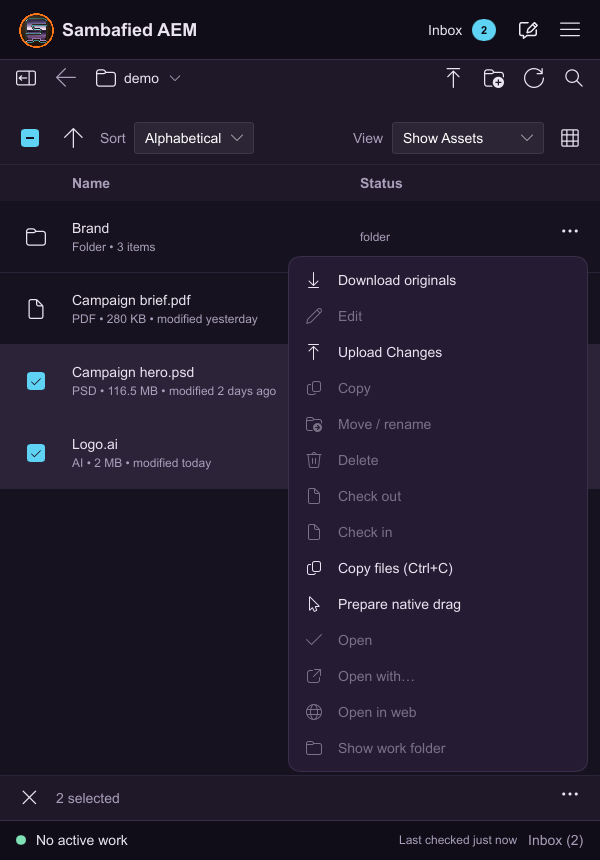 Sambafied AEM
Inbox 2
demo
Sort Alphabetical View Show Assets
Name Status
Brand
Folder • 3 items
folder
Campaign brief.pdf
PDF • 280 KB • modified yesterday
Campaign hero.psd
PSD • 116.5 MB • modified 2 days ago
Logo.ai
AI • 2 MB • modified today
Download originals
Edit
Upload Changes
Copy
Move / rename
Delete
Check out
Check in
Copy files (Ctrl+C)
Prepare native drag
Open
Open with…
Open in web
Show work folder
2 selected
No active work
Last checked just now Inbox (2)